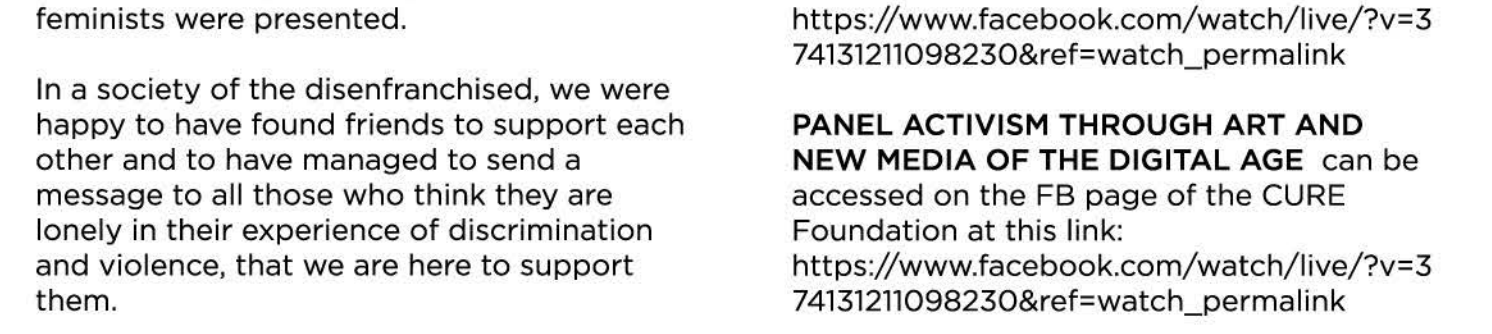 feminists were presented.
In a society of the disenfranchised, we were
happy to have found friends to support each
other and to have managed to send a
message to all those who think they are
lonely in their experience of discrimination
and violence, that we are here to support
them.
https://www.facebook.com/watch/live/?v=3
74131211098230&ref=watch_permalink
PANEL ACTIVISM THROUGH ART AND
NEW MEDIA OF THE DIGITAL AGE can be
accessed on the FB page of the CURE
Foundation at this link:
https://www.facebook.com/watch/live/?v=3
74131211098230&ref=watch_permalink